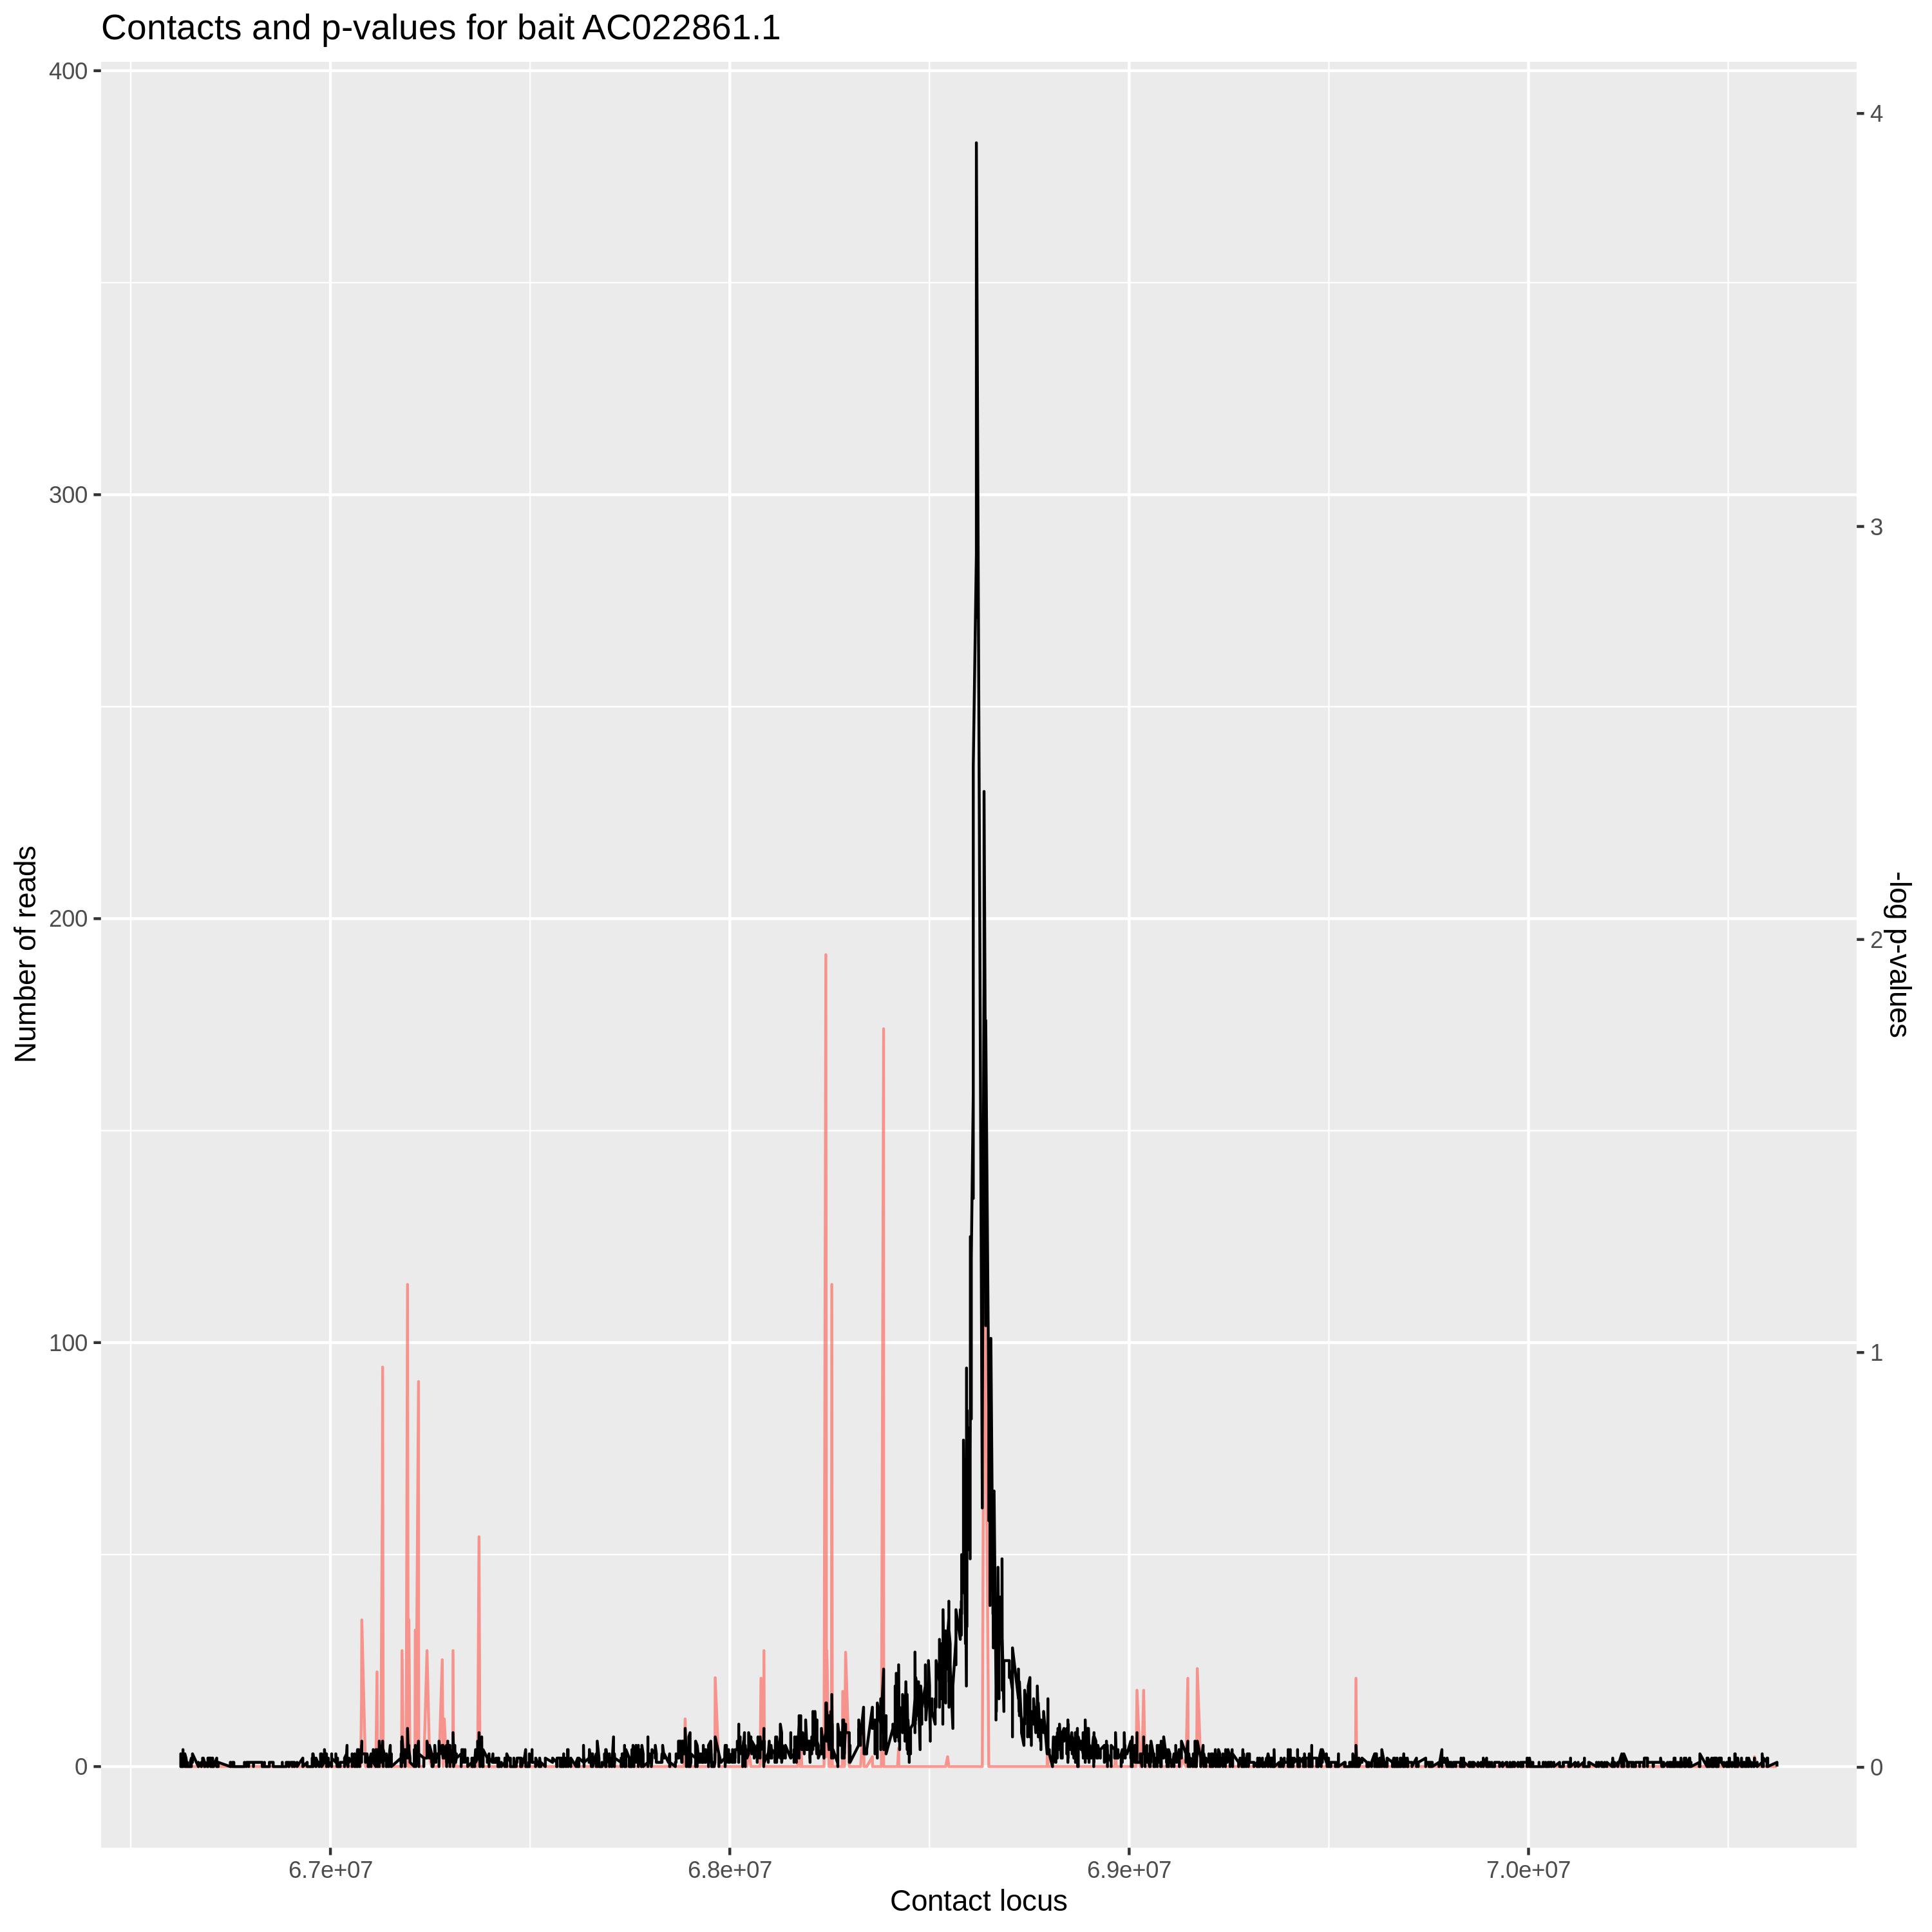 Contacts and p-values for bait AC022861.1
400
300
200
100
0
Number of reads
4
3
2
1
0
-log p-values
6.7e+07
6.8e+07
6.9e+07
7.0e+07
Contact locus